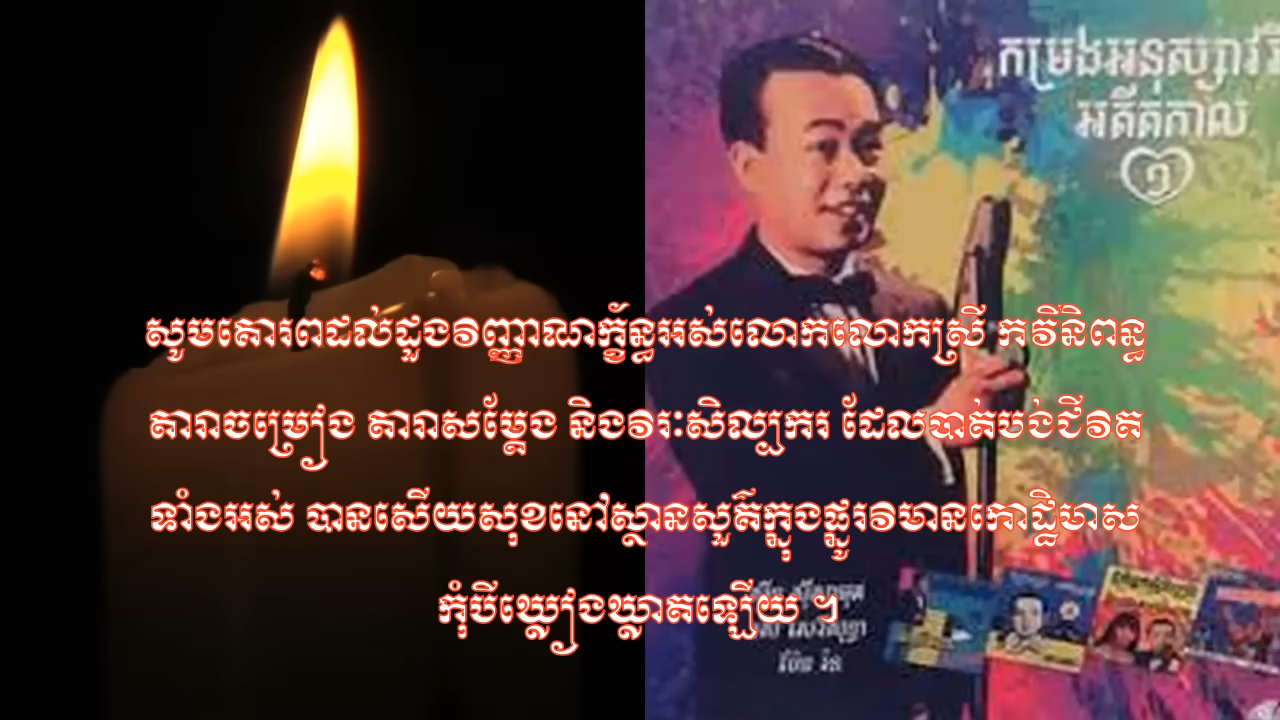 កម្រងអនុស្សាវរីយ៍
អតីតកាល
១
សូមគោរពដល់ដួងវិញ្ញាណក្ខ័ន្ធអស់លោកលោកស្រី កវីនិពន្ធ
តារាចម្រៀង តារាសម្ដែង និងវិរៈសិល្បករ ដែលបាត់បង់ជីវិត
ទាំងអស់ បានសើយសុខនៅស្ថានសួគ៌ក្នុងផ្នូរវិមានកោដ្ឋិមាស
កុំបីឃ្លៀងឃ្លាតឡើយ ។